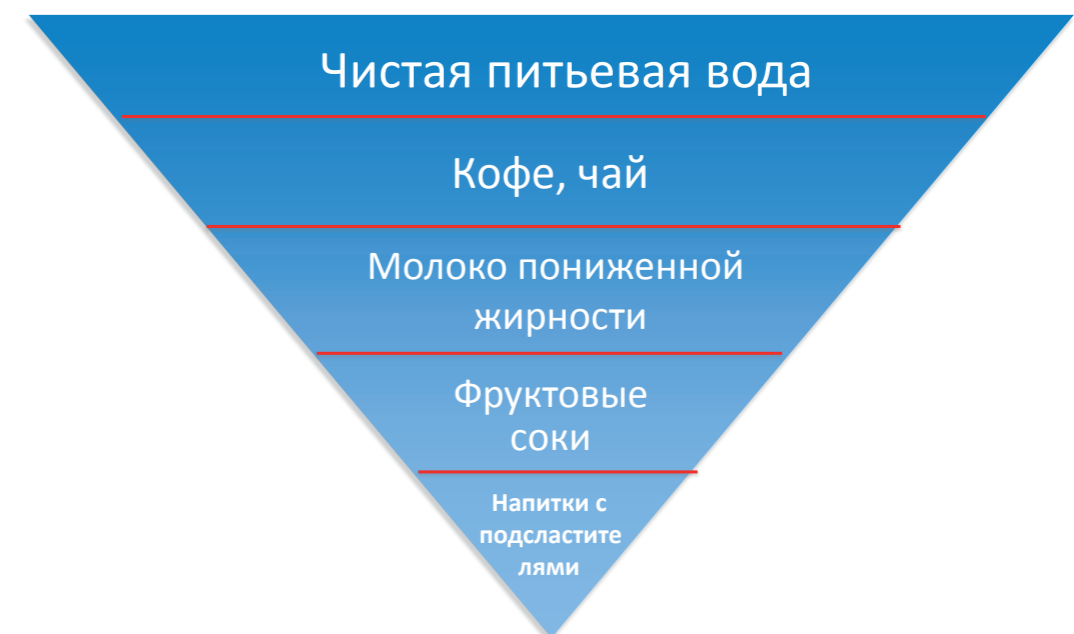 Чистая питьевая вода
Кофе, чай
Молоко пониженной
жирности
Фруктовые
соки
Напитки с
подсластите
лями